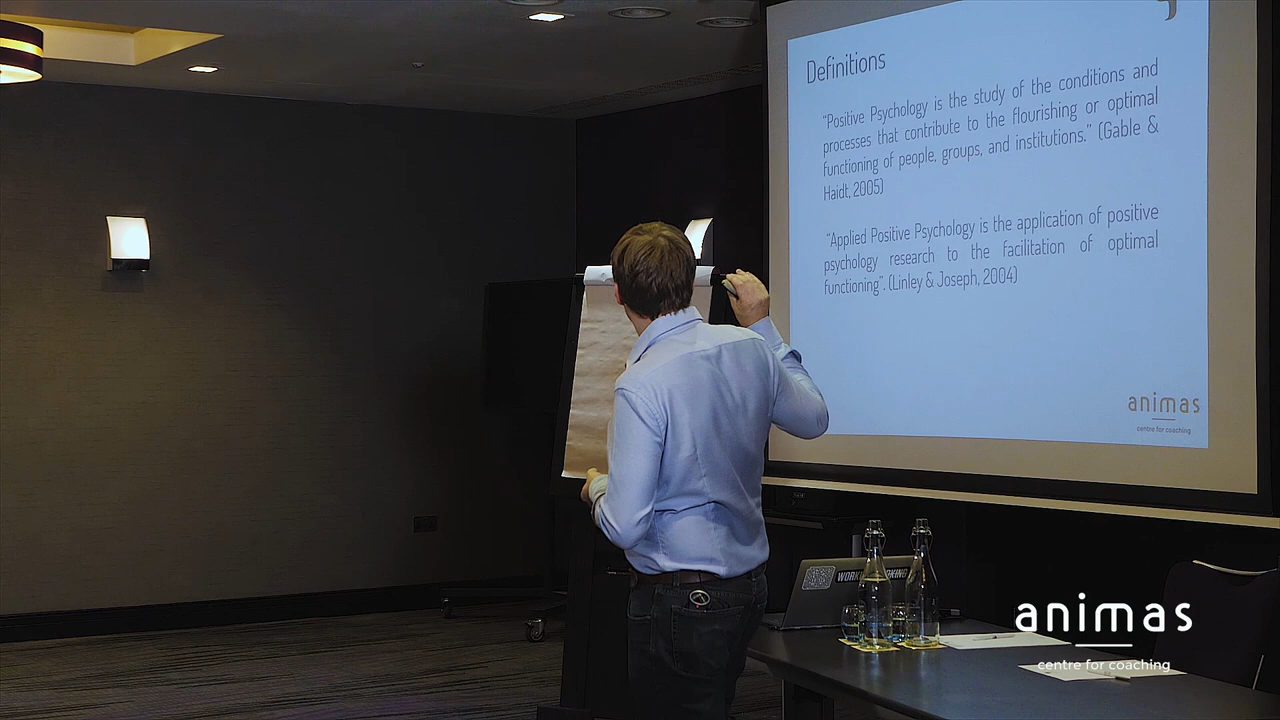 Definitions
“Positive Psychology is the study of the conditions and
processes that contribute to the flourishing or optimal
functioning of people, groups, and institutions.” (Gable &
Haidt, 2005)
“Applied Positive Psychology is the application of positive
psychology research to the facilitation of optimal
functioning”. (Linley & Joseph, 2004)
animas
centre for coaching
animas
centre for coaching